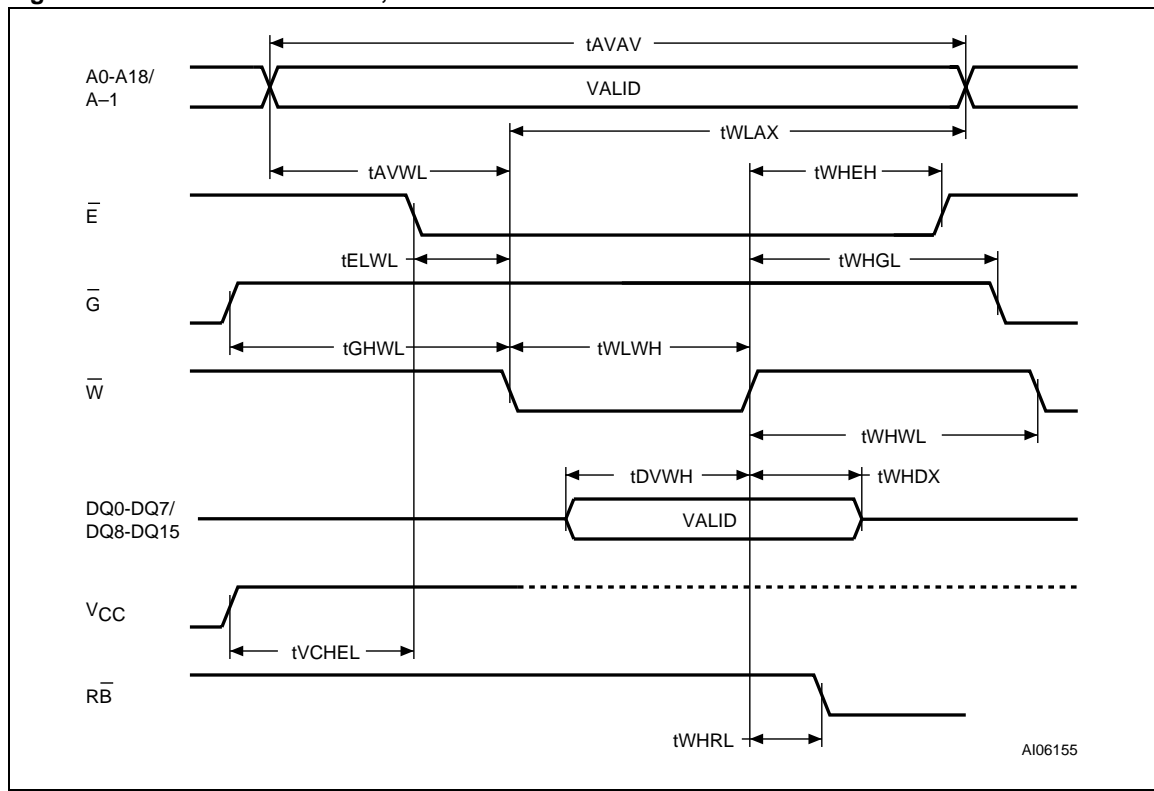 tAVAV
A0-A18/
A–1
VALID
tWLAX
tAVWL
tWHEH
E
tELWL
tWHGL
G
tGHWL
tWLWH
W
tWHWL
tDVWH
tWHDX
DQ0-DQ7/
DQ8-DQ15
VALID
VCC
tVCHEL
RB
tWHRL
AI06155